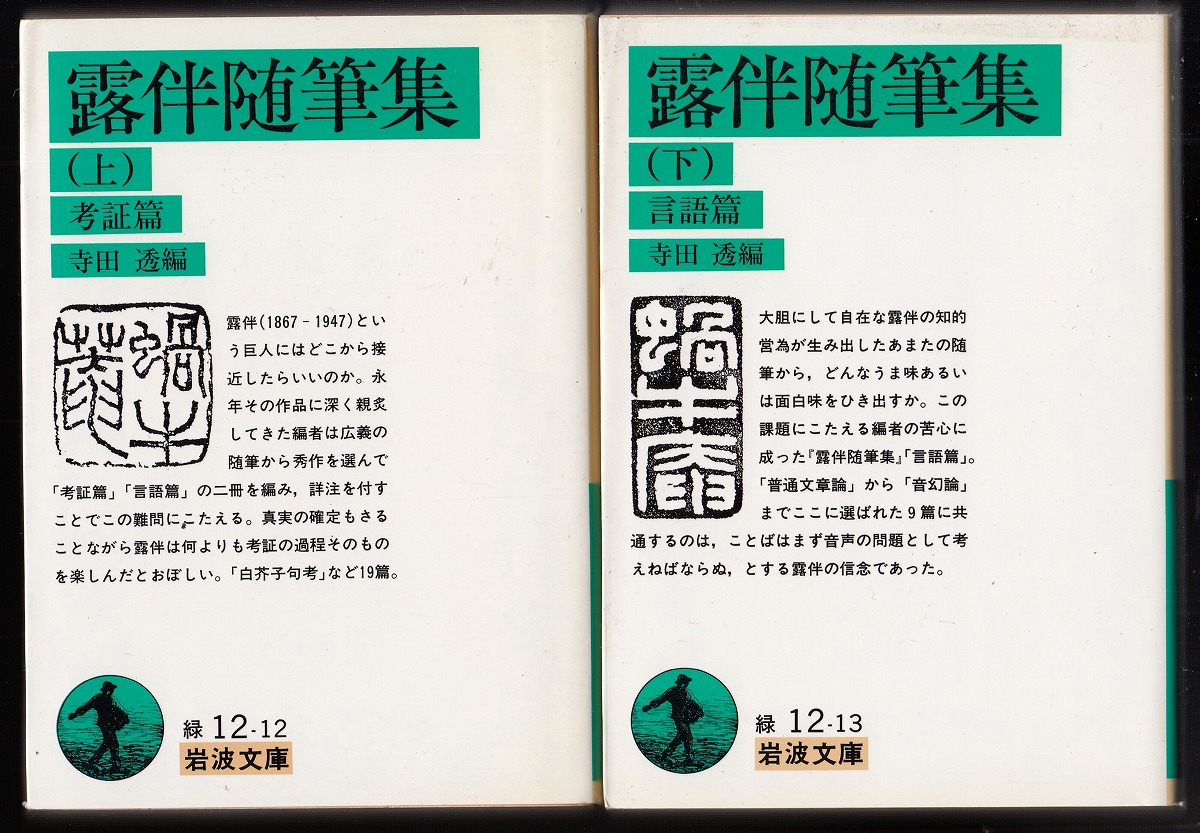 露伴随筆集
(上)
考証篇
寺田 透編
露伴(1867‐1947)とい
う巨人にはどこから接
近したらいいのか。永
年その作品に深く親炙
してきた編者は広義の
随筆から秀作を選んで
「考証篇」「言語篇」の二冊を編み，詳注を付す
ことでこの難問にこたえる。真実の確定もさる
ことながら露伴は何よりも考証の過程そのもの
を楽しんだとおぼしい。「白芥子句考」など19篇。
緑 12-12
岩波文庫
露伴随筆集
(下)
言語篇
寺田 透編
大胆にして自在な露伴の知的
営為が生み出したあまたの随
筆から，どんなうま味あるい
は面白味をひき出すか。この
課題にこたえる編者の苦心に
成った『露伴随筆集』「言語篇」。
「普通文章論」から「音幻論」
までここに選ばれた9篇に共
通するのは，ことばはまず音声の問題として考
えねばならぬ，とする露伴の信念であった。
緑 12-13
岩波文庫